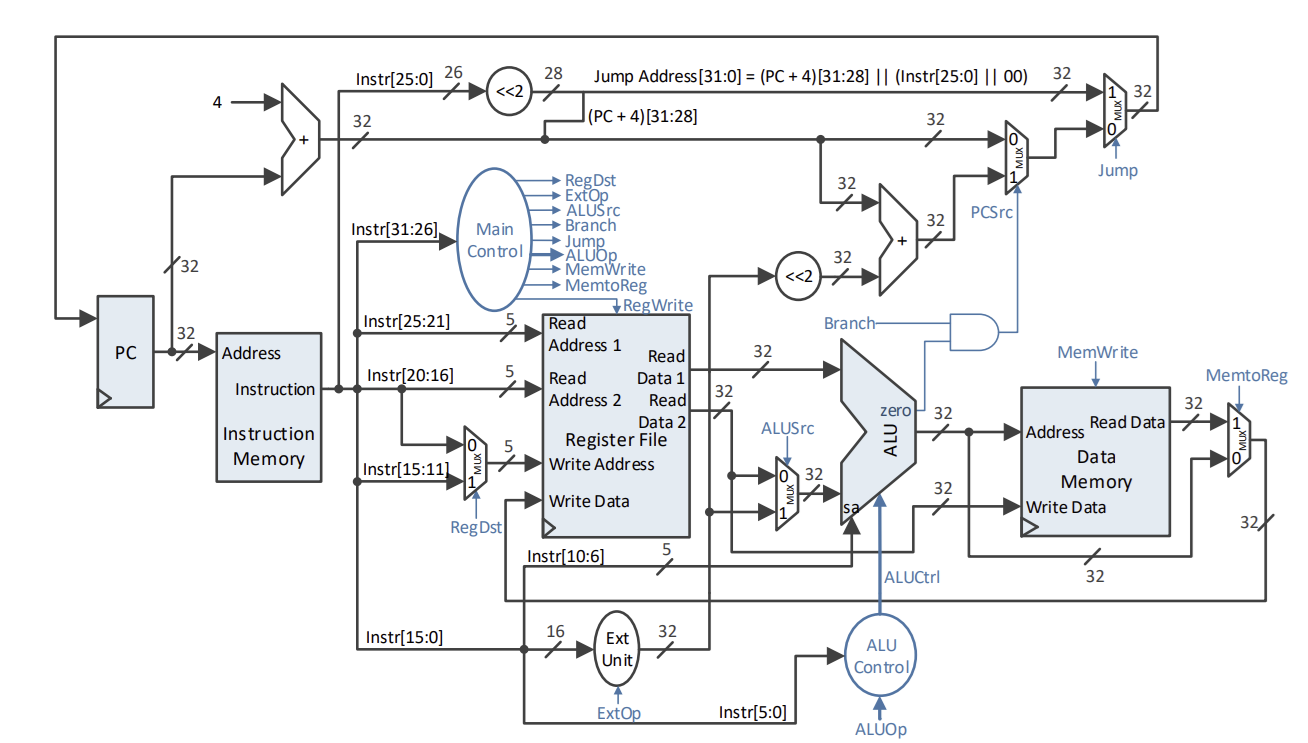 Instr[25:0]
26
<<2
28
Jump Address[31:0] = (PC + 4)[31:28] || (Instr[25:0] || 00)
32
1
MUX
0
32
Jump
4
+
32
(PC + 4)[31:28]
32
0
MUX
1
PCSrc
32
+
32
<<2
32
Instr[31:26]
Main
Control
RegDst
ExtOp
ALUSrc
Branch
Jump
ALUOp
MemWrite
MemtoReg
RegWrite
32
PC
32
Address
Instruction
Instruction
Memory
Instr[25:21]
5
Instr[20:16]
5
Instr[15:11]
0
MUX
1
5
RegDst
Read
Address 1
Read
Data 1
Read
Address 2
Read
Data 2
Register File
Write Address
Write Data
32
32
ALUSrc
0
MUX
1
32
Branch
zero
ALU
sa
32
32
MemWrite
Address
Read Data
Data
Memory
Write Data
32
MemtoReg
1
MUX
0
32
32
Instr[10:6]
5
ALUCtrl
Instr[15:0]
16
Ext
Unit
32
ExtOp
ALU
Control
Instr[5:0]
ALUOp